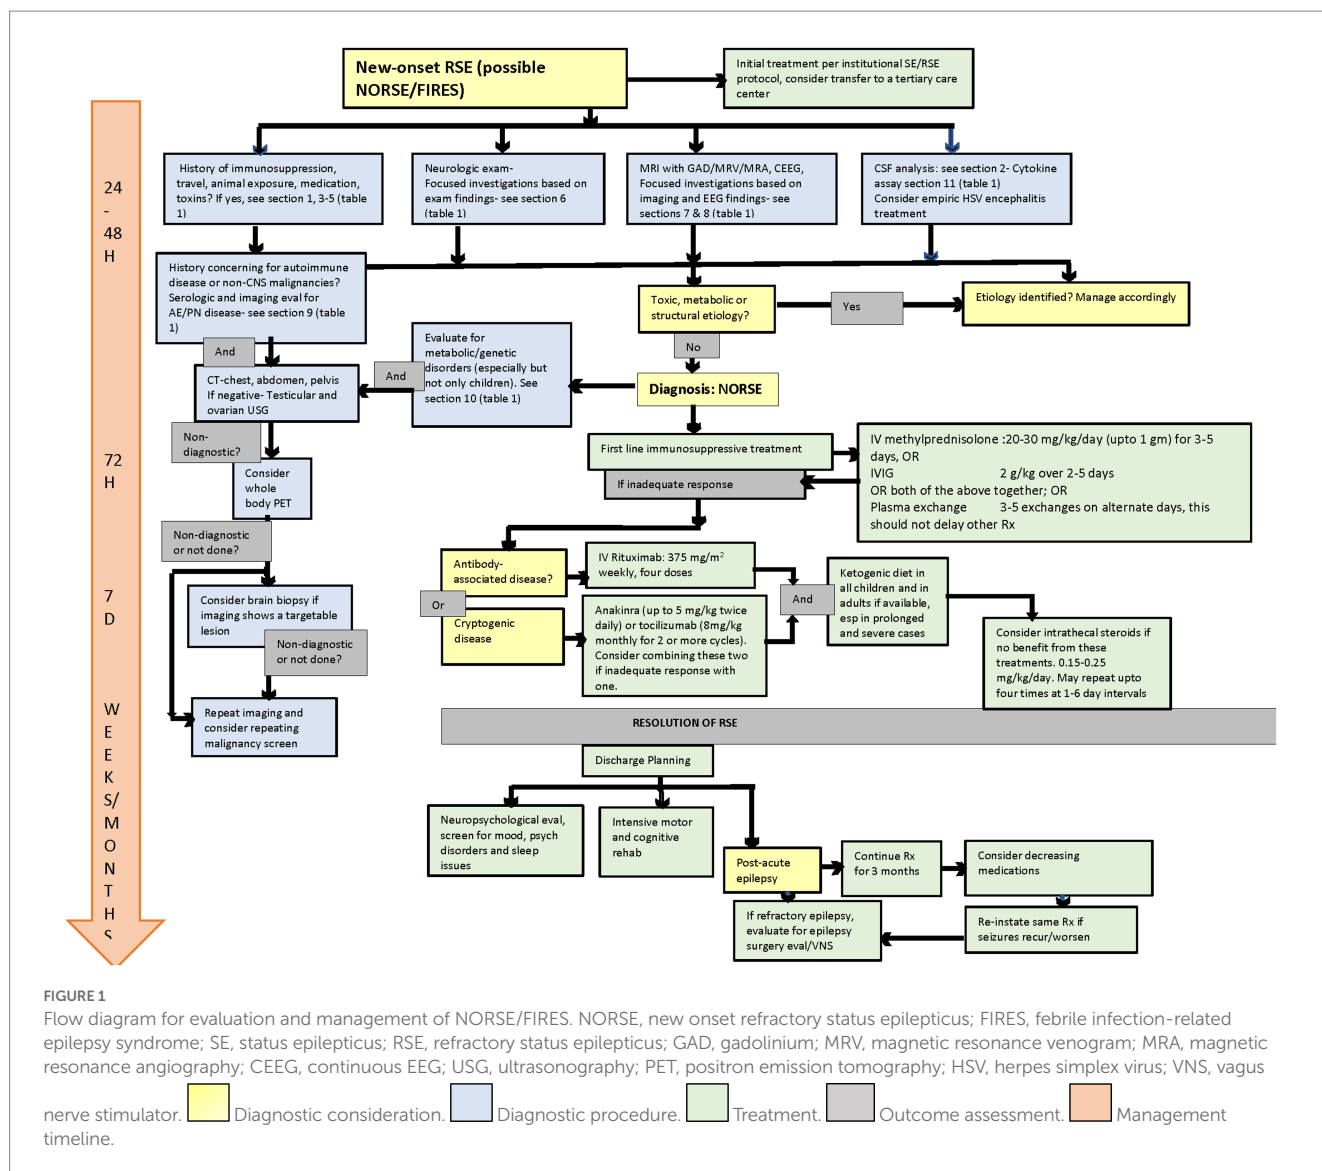 New-onset RSE (possible
NORSE/FIRES)
Initial treatment per institutional SE/RSE
protocol, consider transfer to a tertiary care
center
24
-
48
H
History of immunosuppression,
travel, animal exposure, medication,
toxins? If yes, see section 1, 3-5 (table
1)
Neurologic exam-
Focused investigations based on
exam findings- see section 6
(table 1)
MRI with GAD/MRV/MRA, CEEG,
Focused investigations based on
imaging and EEG findings- see
sections 7 & 8 (table 1)
CSF analysis: see section 2- Cytokine
assay section 11 (table 1)
Consider empiric HSV encephalitis
treatment
History concerning for autoimmune
disease or non-CNS malignancies?
Serologic and imaging eval for
AE/PN disease- see section 9 (table
1)
Toxic, metabolic or
structural etiology?
Yes
Etiology identified? Manage accordingly
And
No
Evaluate for
metabolic/genetic
disorders (especially but
not only children). See
section 10 (table 1)
And
CT-chest, abdomen, pelvis
If negative- Testicular and
ovarian USG
Diagnosis: NORSE
Non-
diagnostic?
72
H
Consider
whole
body PET
First line immunosuppressive treatment
If inadequate response
IV methylprednisolone :20-30 mg/kg/day (upto 1 gm) for 3-5
days, OR
IVIG 2 g/kg over 2-5 days
OR both of the above together; OR
Plasma exchange 3-5 exchanges on alternate days, this
should not delay other Rx
Non-diagnostic
or not done?
7
D
Consider brain biopsy if
imaging shows a targetable
lesion
Non-diagnostic
or not done?
Antibody-
associated disease?
Or
Cryptogenic
disease
IV Rituximab: 375 mg/m²
weekly, four doses
Anakinra (up to 5 mg/kg twice
daily) or tocilizumab (8mg/kg
monthly for 2 or more cycles).
Consider combining these two
if inadequate response with
one.
And
Ketogenic diet in
all children and in
adults if available,
esp in prolonged
and severe cases
Consider intrathecal steroids if
no benefit from these
treatments. 0.15-0.25
mg/kg/day. May repeat upto
four times at 1-6 day intervals
W
E
E
K
S/
M
O
N
T
H
S
Repeat imaging and
consider repeating
malignancy screen
RESOLUTION OF RSE
Discharge Planning
Neuropsychological eval,
screen for mood, psych
disorders and sleep
issues
Intensive motor
and cognitive
rehab
Post-acute
epilepsy
Continue Rx
for 3 months
Consider decreasing
medications
If refractory epilepsy,
evaluate for epilepsy
surgery eval/VNS
Re-instate same Rx if
seizures recur/worsen
FIGURE 1
Flow diagram for evaluation and management of NORSE/FIRES. NORSE, new onset refractory status epilepticus; FIRES, febrile infection-related
epilepsy syndrome; SE, status epilepticus; RSE, refractory status epilepticus; GAD, gadolinium; MRV, magnetic resonance venogram; MRA, magnetic
resonance angiography; CEEG, continuous EEG; USG, ultrasonography; PET, positron emission tomography; HSV, herpes simplex virus; VNS, vagus
nerve stimulator. Diagnostic consideration. Diagnostic procedure. Treatment. Outcome assessment. Management
timeline.